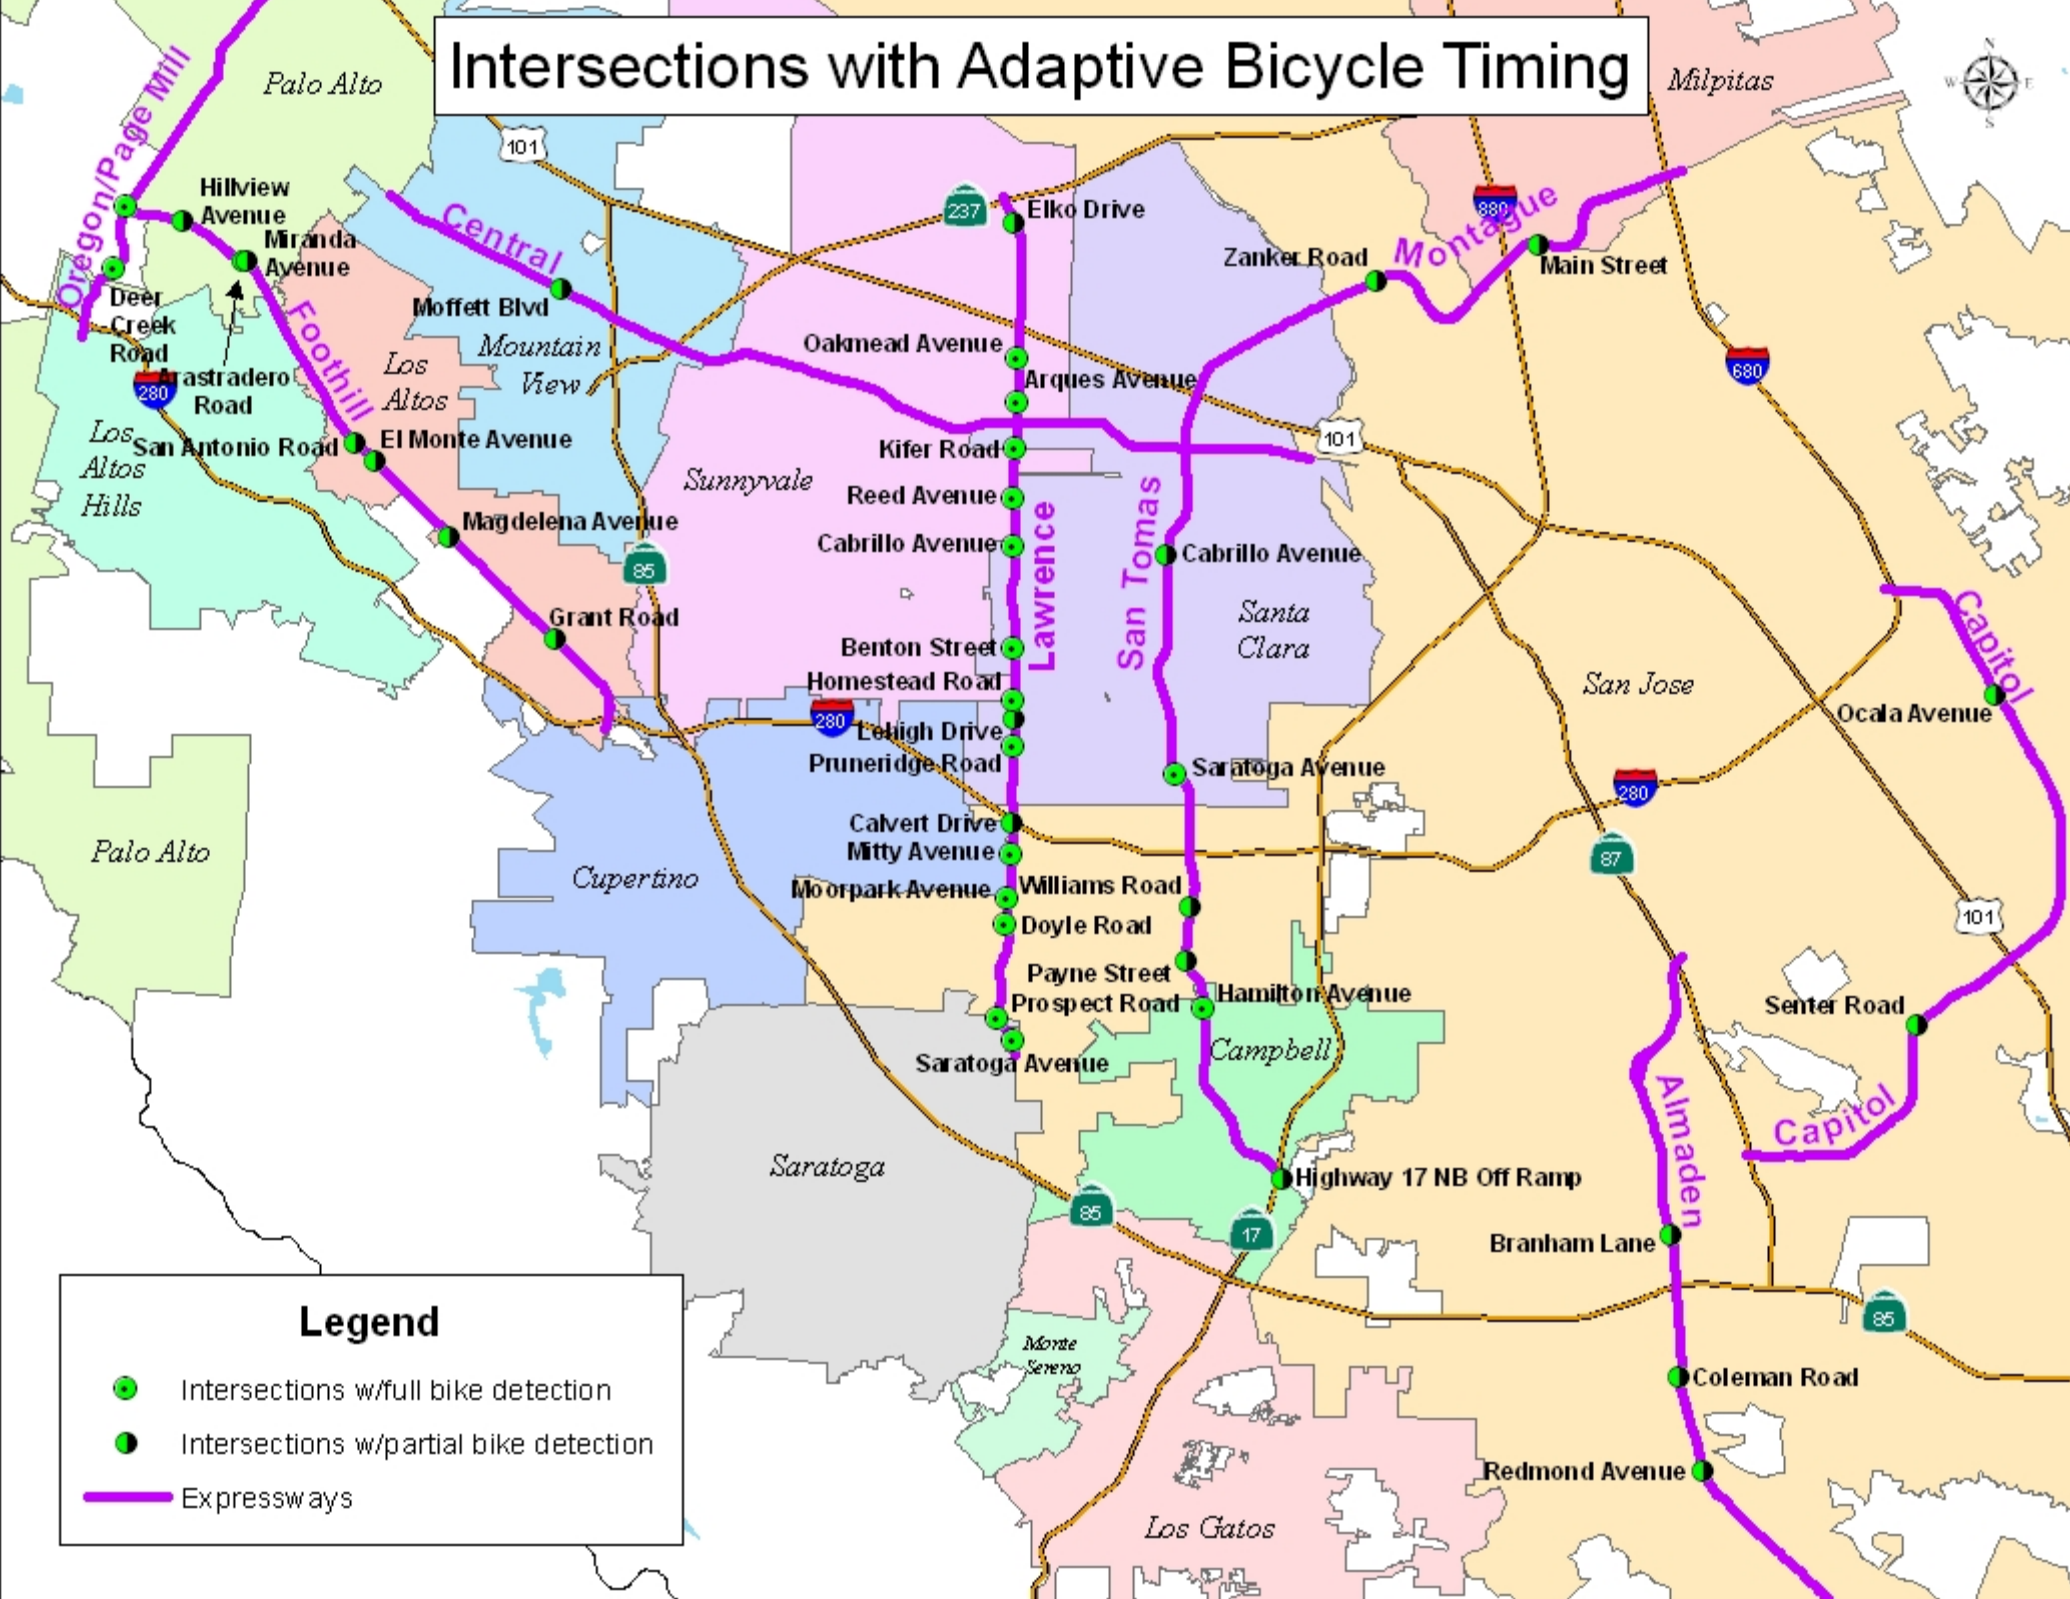 Intersections with Adaptive Bicycle Timing
Palo Alto
Milpitas
N
W
E
S
101
Oregon/Page Mill
Hillview
Avenue
Miranda
Avenue
Central
237
Elko Drive
880
Montague
Zanker Road
Main Street
Deer
Creek
Road
Moffett Blvd
Foothill
Mountain
View
Oakmead Avenue
Arques Avenue
680
280
Arastradero
Road
Los
Altos
101
Los
Altos
Hills
San Antonio Road
El Monte Avenue
Kifer Road
Sunnyvale
Reed Avenue
Magdelena Avenue
Cabrillo Avenue
Lawrence
San Tomas
Cabrillo Avenue
85
Grant Road
Santa
Clara
Capitol
Benton Street
Homestead Road
San Jose
Ocala Avenue
280
Lehigh Drive
Pruneridge Road
Saratoga Avenue
280
Calvert Drive
Mitty Avenue
87
Palo Alto
Cupertino
Moorpark Avenue
Williams Road
Doyle Road
101
Payne Street
Prospect Road
Hamilton Avenue
Senter Road
Campbell
Saratoga Avenue
Almaden
Capitol
Saratoga
Highway 17 NB Off Ramp
85
17
Branham Lane
85
Monte
Sereno
Coleman Road
Redmond Avenue
Los Gatos
Legend
Intersections w/full bike detection
Intersections w/partial bike detection
Expressways